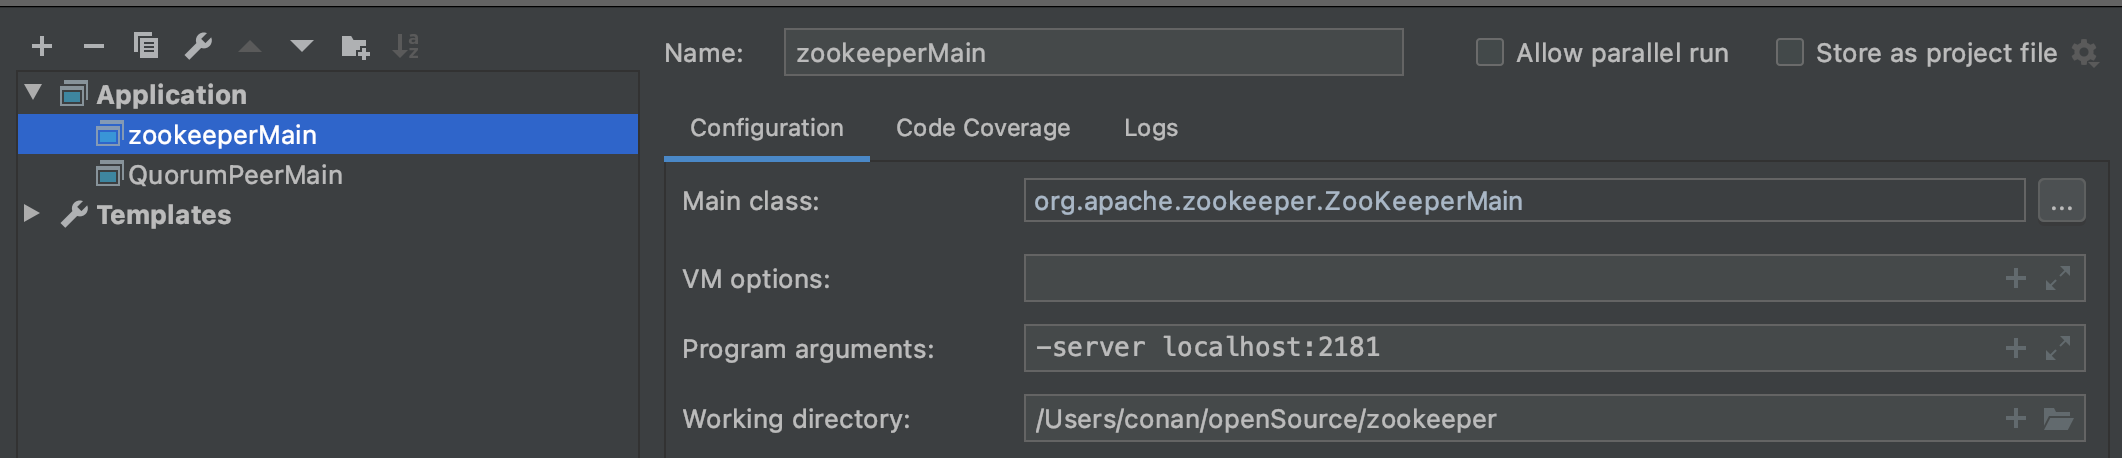 Name: zookeeperMain Allow parallel run Store as project file
Application
zookeeperMain
QuorumPeerMain
Templates
Configuration Code Coverage Logs
Main class: org.apache.zookeeper.ZooKeeperMain ...
VM options:
Program arguments: -server localhost:2181
Working directory: /Users/conan/openSource/zookeeper